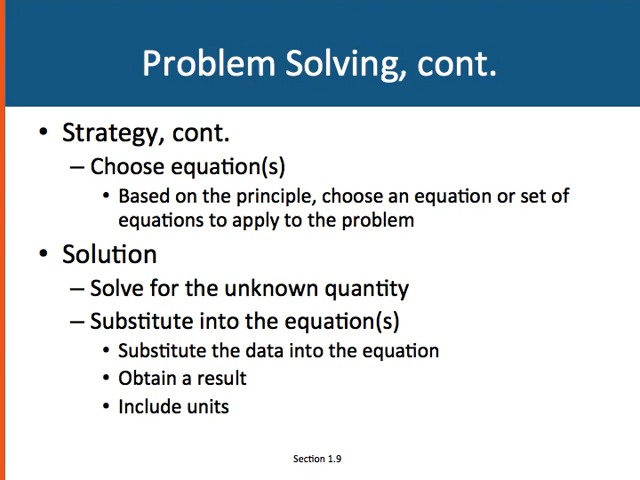 Problem Solving, cont.
• Strategy, cont.
– Choose equation(s)
• Based on the principle, choose an equation or set of
equations to apply to the problem
• Solution
– Solve for the unknown quantity
– Substitute into the equation(s)
• Substitute the data into the equation
• Obtain a result
• Include units
Section 1.9